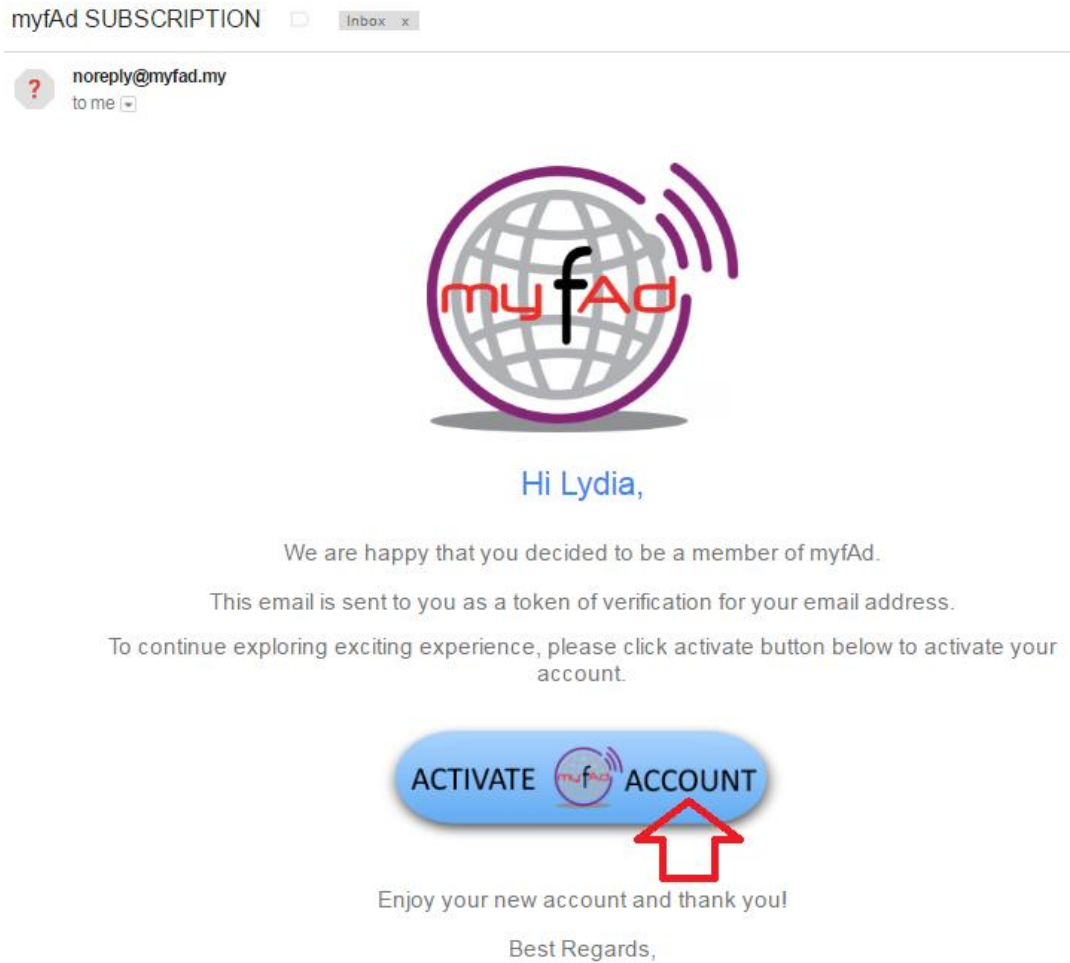 myfAd SUBSCRIPTION
Inbox x
?
noreply@myfad.my
to me
myfAd
Hi Lydia,
We are happy that you decided to be a member of myfAd.
This email is sent to you as a token of verification for your email address.
To continue exploring exciting experience, please click activate button below to activate your
account.
ACTIVATE myfAd ACCOUNT
Enjoy your new account and thank you!
Best Regards,